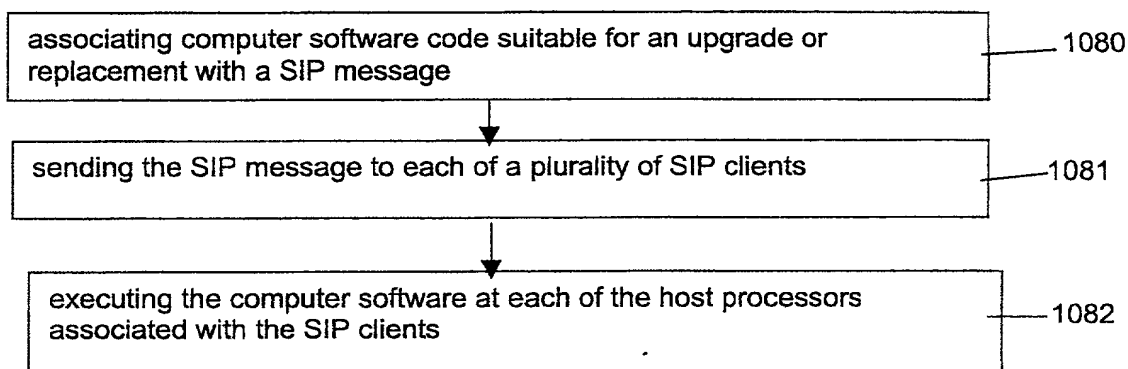 associating computer software code suitable for an upgrade or
replacement with a SIP message
1080
sending the SIP message to each of a plurality of SIP clients
1081
executing the computer software at each of the host processors
associated with the SIP clients
1082